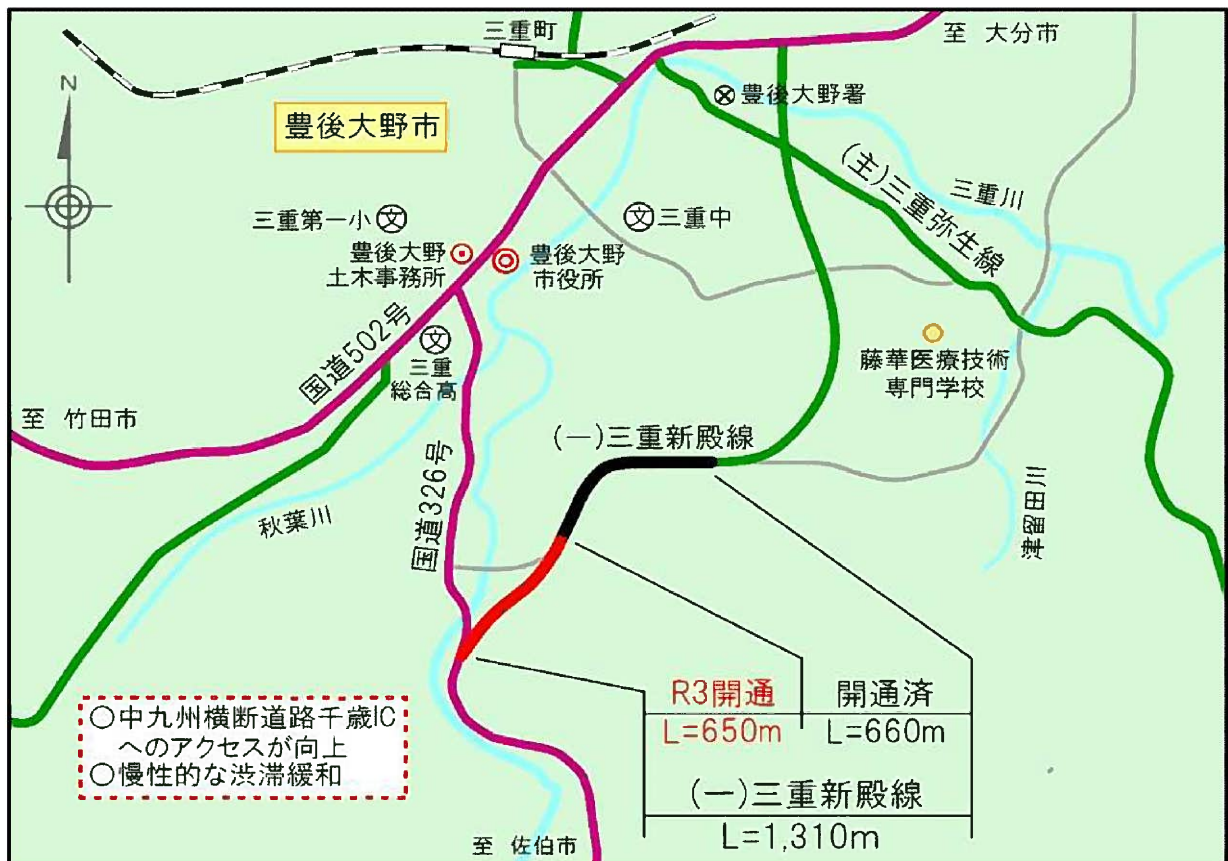 三重町
至 大分市
N
豊後大野署
豊後大野市
(主)三重弥生線
三重川
三重第一小
文
文
三重中
豊後大野
土木事務所
豊後大野
市役所
国道502号
文
三重
総合高
藤華医療技術
専門学校
至 竹田市
(一)三重新殿線
国道326号
秋葉川
津留田川
R3開通
L=650m
開通済
L=660m
(一)三重新殿線
L=1,310m
○中九州横断道路千歳IC
へのアクセスが向上
○慢性的な渋滞緩和
至 佐伯市